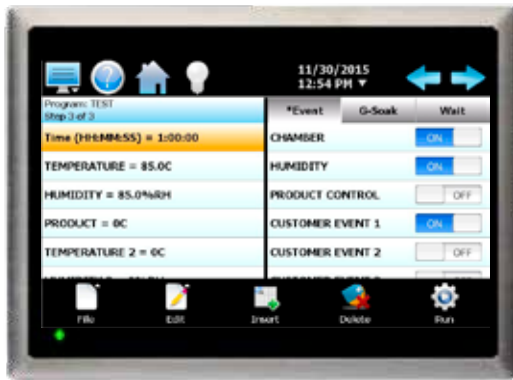 11/30/2015
12:54 PM ▼
Program: TEST
Step 3 of 3
*Event G-Soak Wait
Time (HH:MM:SS) = 1:00:00
CHAMBER ON
TEMPERATURE = 85.0C
HUMIDITY ON
HUMIDITY = 85.0%RH
PRODUCT CONTROL OFF
PRODUCT = 0C
CUSTOMER EVENT 1 ON
TEMPERATURE 2 = 0C
CUSTOMER EVENT 2 OFF
File Edit Insert Delete Run